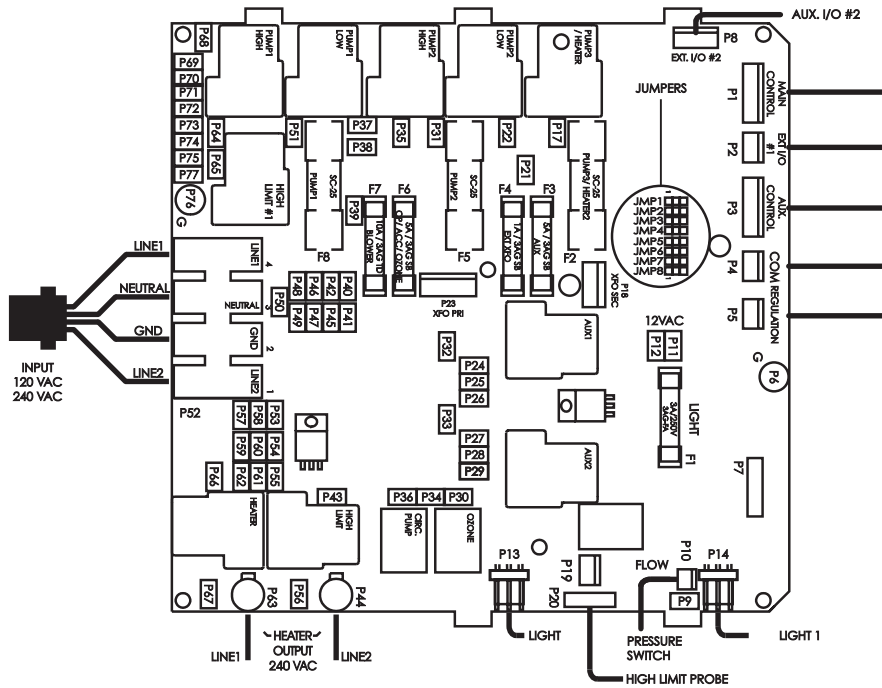 AUX. I/O #2
P8
EXT. I/O #2
P68
PUMP1 HIGH
PUMP1 LOW
PUMP2 HIGH
PUMP2 LOW
PUMP3 / HEATER
P69
P70
P71
P72
P73
P74
P75
P77
P76
G
P64
P65
HIGH LIMIT #1
P51
P37
P38
P35
P31
P22
P17
P21
P39
JUMPERS
P1
MAIN CONTROL
P2
EXT I/O #1
P3
AUX. CONTROL
P4
COM REGULATION
P5
SC-25
PUMP1
F8
F7
10A / 3AG TD
BLOWER
F6
5A / 3AG SB
CP/ ACC/ OZONE
SC-25
PUMP2
F5
F4
1A / 3AG SB
EXT XFO
F3
5A / 3AG SB
AUX
SC-25
PUMP3/ HEATER2
F2
1
JMP1
JMP2
JMP3
JMP4
JMP5
JMP6
JMP7
JMP8
1
LINE1
NEUTRAL
GND
LINE2
INPUT
120 VAC
240 VAC
LINE1
4
NEUTRAL
3
GND
2
LINE2
1
P52
P50
P48
P46
P42
P40
P49
P47
P45
P41
P23
XFO PRI
P18
XFO SEC
12VAC
P12
P11
G
P6
P32
P24
P25
P26
P33
P27
P28
P29
AUX1
AUX2
LIGHT
3A/250V
3AG-FA
F1
P7
P57
P58
P53
P59
P60
P54
P62
P61
P55
P66
P43
P36
P34
P30
HEATER
HIGH LIMIT
CIRC. PUMP
OZONE
P67
P63
P56
P44
P13
P19
P20
FLOW
P10
P14
P9
LINE1
HEATER OUTPUT
240 VAC
LINE2
LIGHT
PRESSURE SWITCH
LIGHT 1
HIGH LIMIT PROBE